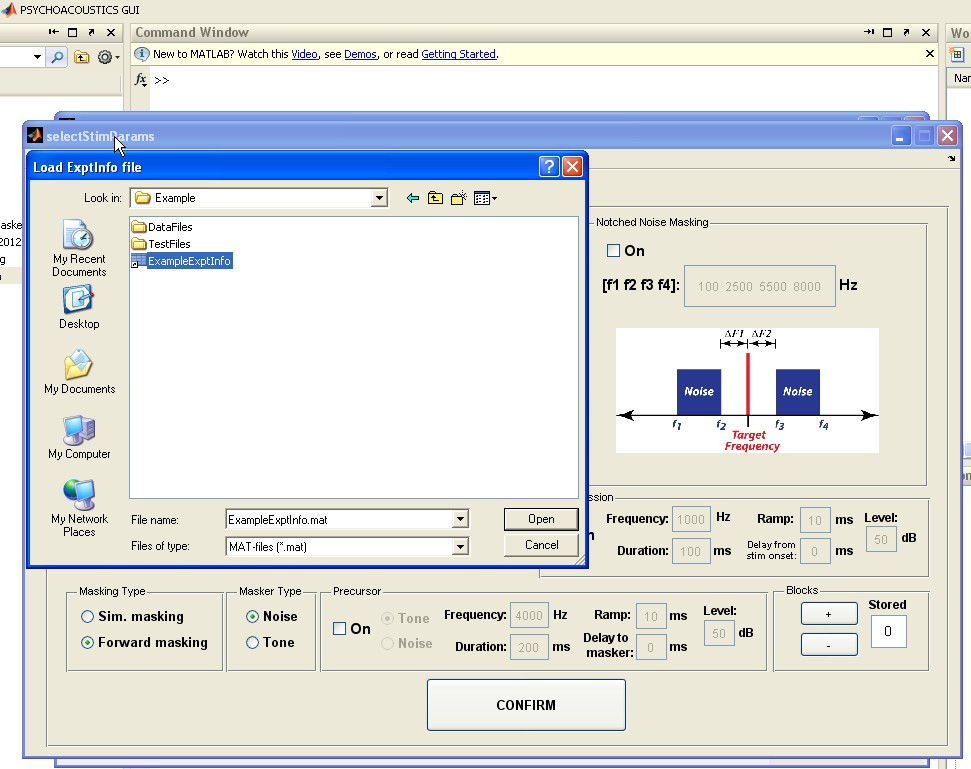 PSYCHOACOUSTICS GUI
Command Window
Wo
New to MATLAB? Watch this Video, see Demos, or read Getting Started.
Nar
fx >>
selectStimParams
Load ExptInfo file
Look in: Example
DataFiles
TestFiles
ExampleExptInfo
aske
2012
g
My Recent
Documents
Desktop
My Documents
My Computer
My Network
Places
File name: ExampleExptInfo.mat Open
Files of type: MAT-files (*.mat) Cancel
Notched Noise Masking
On
[f1 f2 f3 f4]: 100 2500 5500 8000 Hz
ΔF1 ΔF2
Noise Noise
f1 f2 f3 f4
Target
Frequency
ssion
Frequency: 1000 Hz Ramp: 10 ms Level:
50 dB
n Duration: 100 ms Delay from
stim onset: 0 ms
Masking Type
Sim. masking
Forward masking
Masker Type
Noise
Tone
Precursor
On
Tone
Noise
Frequency: 4000 Hz Ramp: 10 ms Level:
50 dB
Duration: 200 ms Delay to
masker: 0 ms
Blocks
+
-
Stored
0
CONFIRM